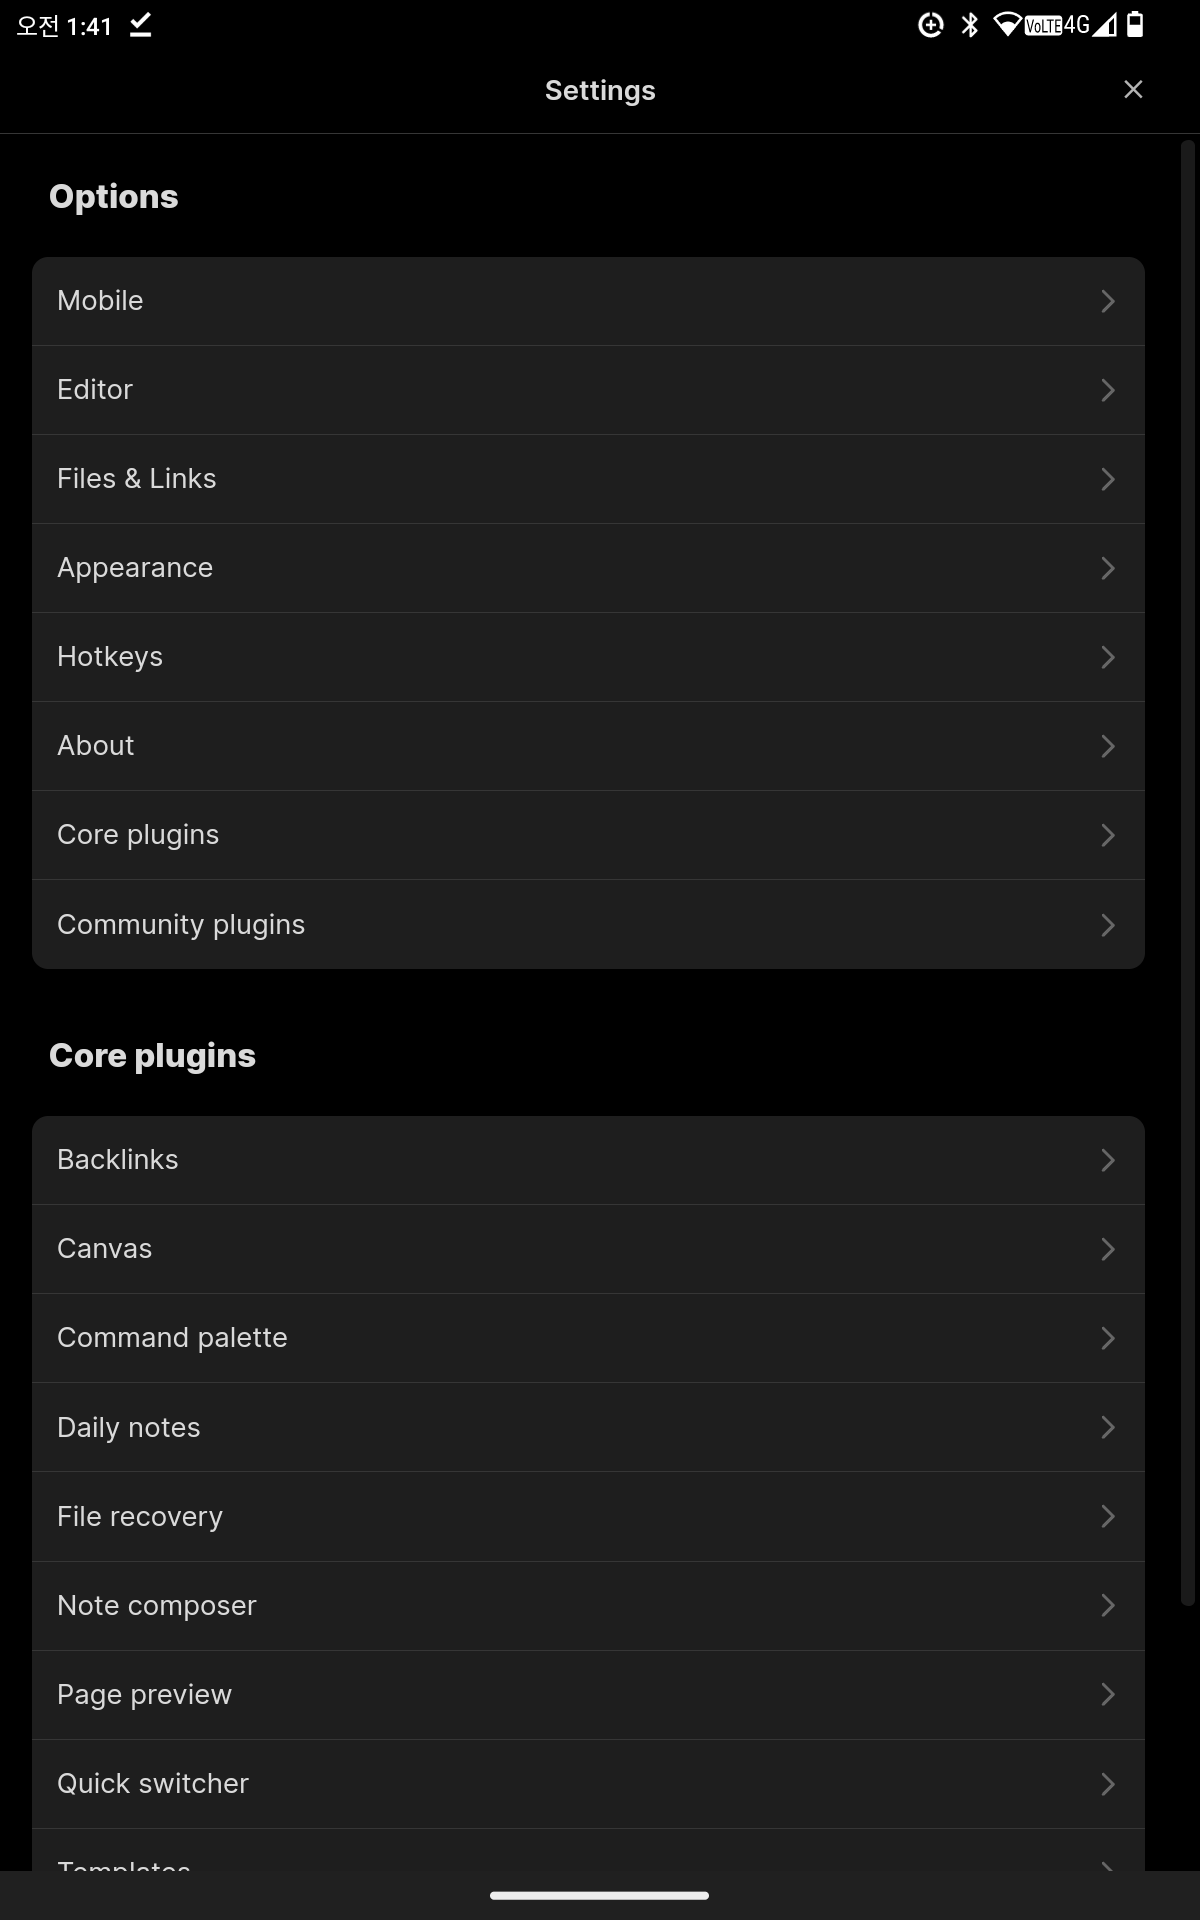 오전 1:41
VoLTE 4G
Settings
Options
Mobile
Editor
Files & Links
Appearance
Hotkeys
About
Core plugins
Community plugins
Core plugins
Backlinks
Canvas
Command palette
Daily notes
File recovery
Note composer
Page preview
Quick switcher
Templates